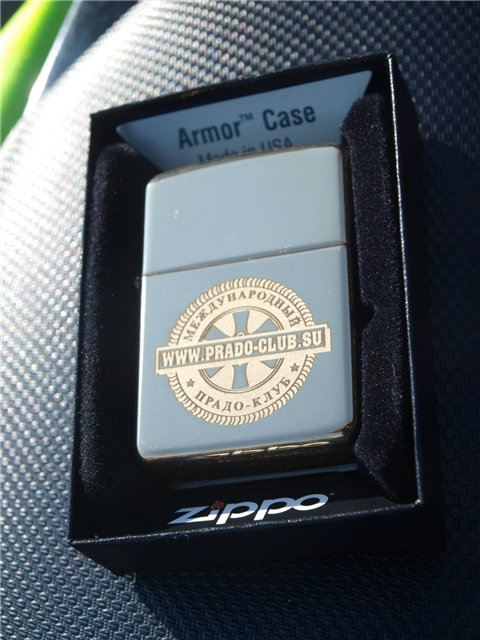 Armor™ Case
Made in USA
МЕЖДУНАРОДНЫЙ
WWW.PRADO-CLUB.SU
ПРАДО-КЛУБ
zippo